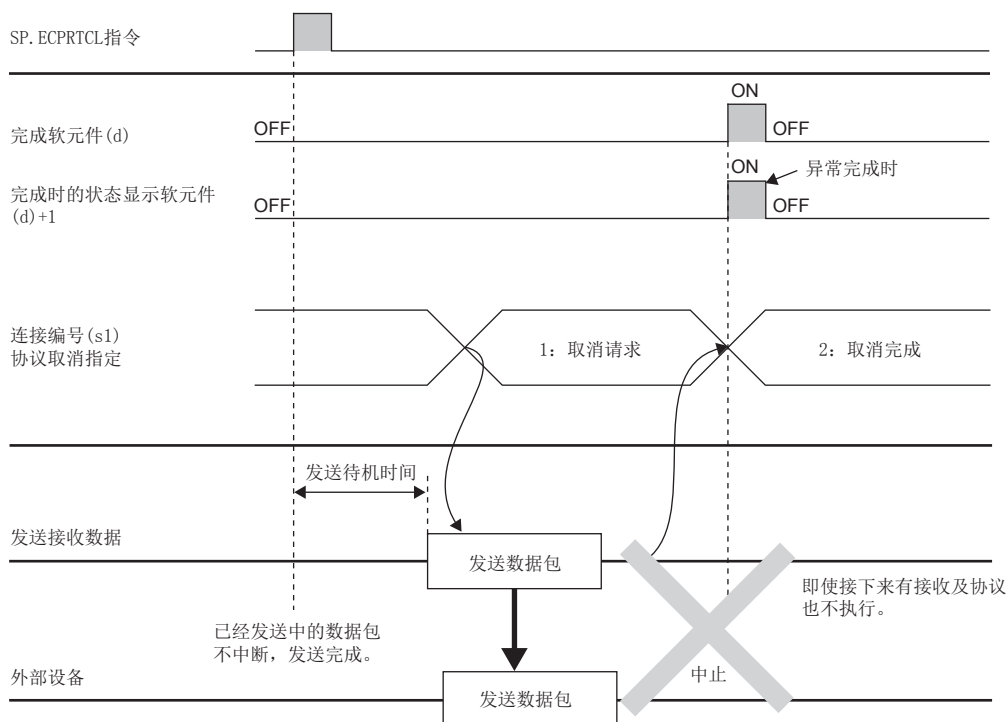 SP.ECPRTCL指令
ON
完成软元件(d)
OFF
OFF
ON
异常完成时
完成时的状态显示软元件
(d)+1
OFF
OFF
连接编号(s1)
协议取消指定
1: 取消请求
2: 取消完成
发送待机时间
发送接收数据
发送数据包
即使接下来有接收及协议
也不执行。
已经发送中的数据包
不中断，发送完成。
外部设备
发送数据包
中止